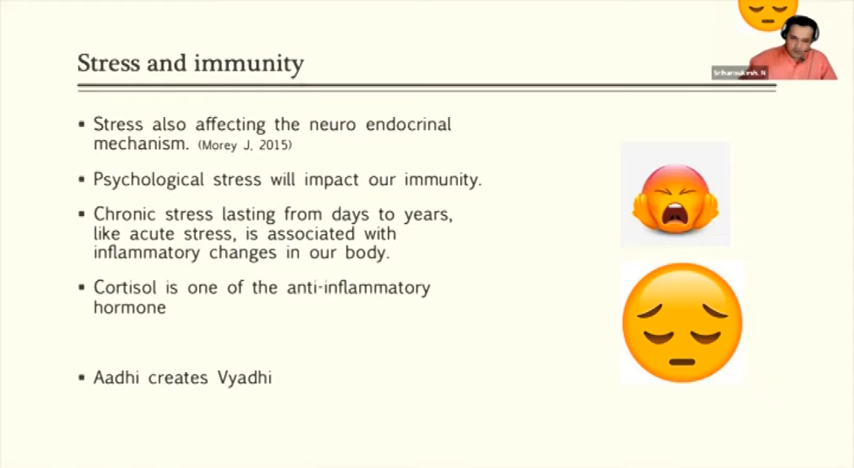 Stress and immunity
▪ Stress also affecting the neuro endocrinal
mechanism. (Morey J, 2015)
▪ Psychological stress will impact our immunity.
▪ Chronic stress lasting from days to years,
like acute stress, is associated with
inflammatory changes in our body.
▪ Cortisol is one of the anti-inflammatory
hormone
▪ Aadhi creates Vyadhi